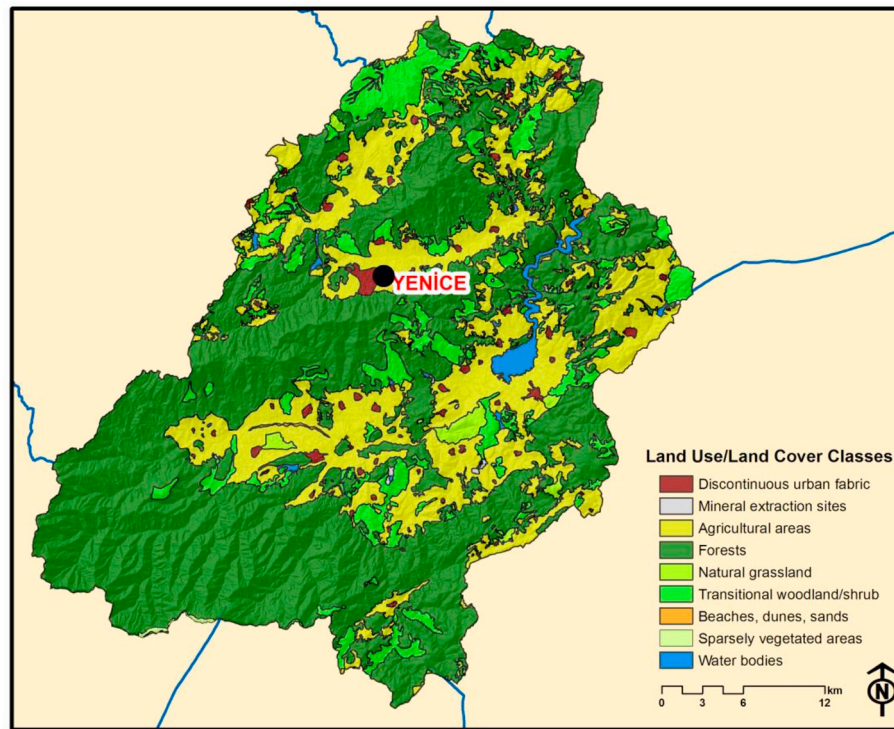 YENİCE
Land Use/Land Cover Classes
Discontinuous urban fabric
Mineral extraction sites
Agricultural areas
Forests
Natural grassland
Transitional woodland/shrub
Beaches, dunes, sands
Sparsely vegetated areas
Water bodies
km
0 3 6 12
N